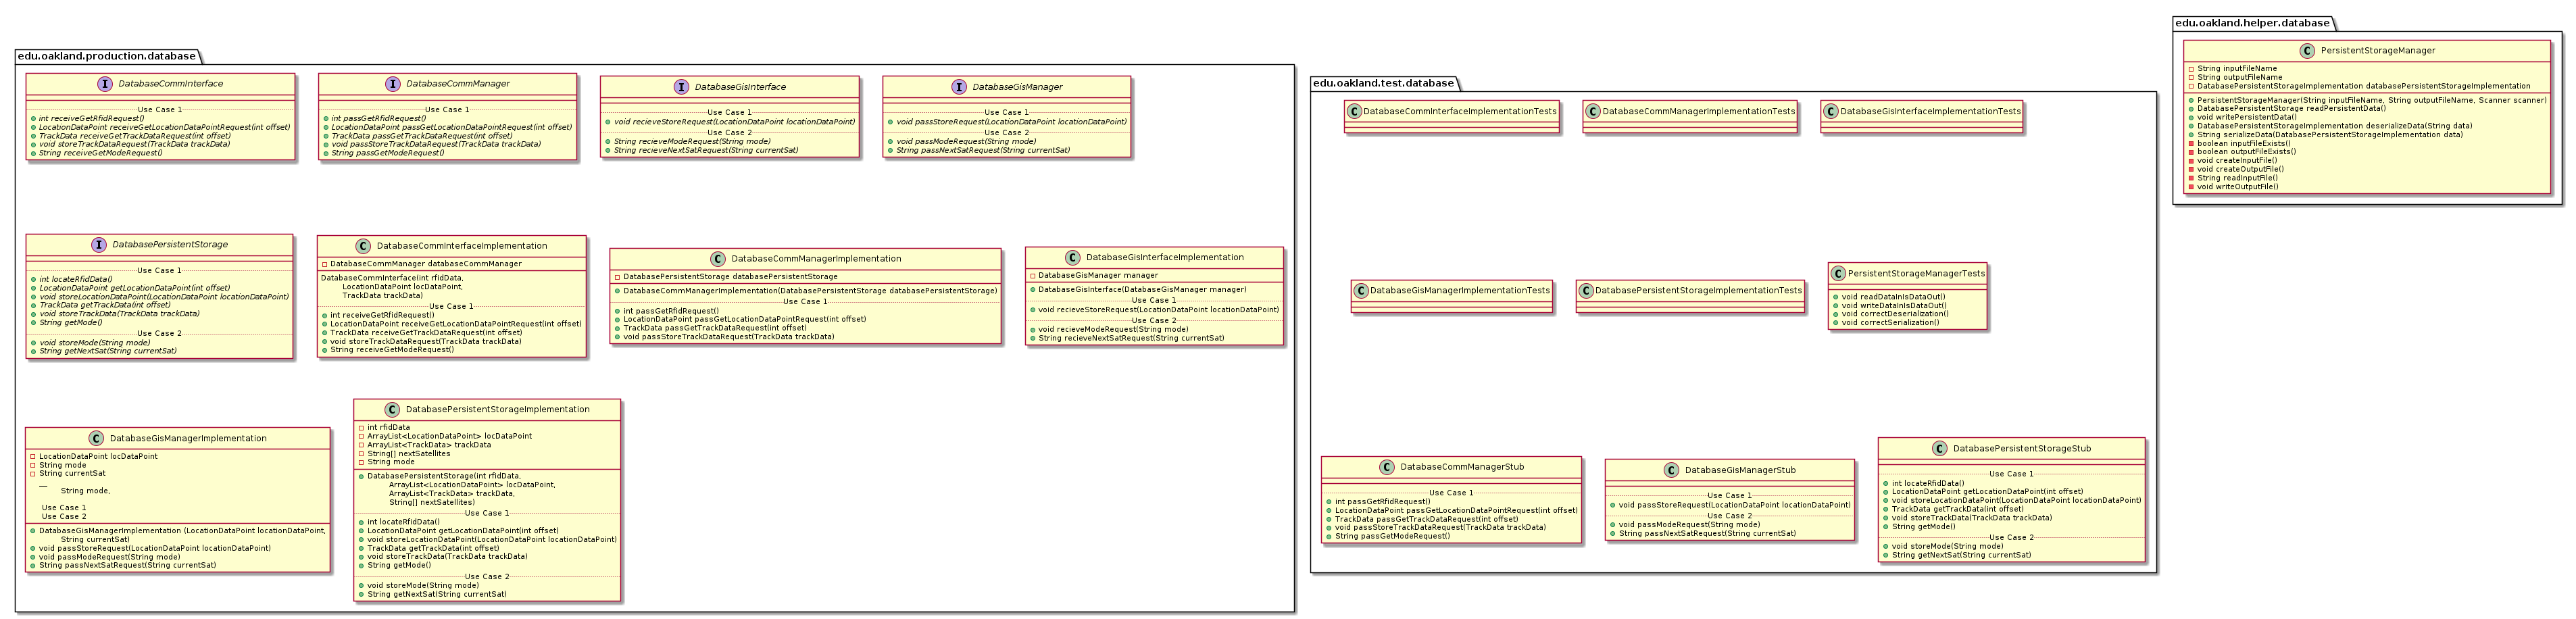 edu.oakland.production.database
I DatabaseCommInterface
Use Case 1
int receiveGetRfidRequest()
LocationDataPoint receiveGetLocationDataPointRequest(int offset)
TrackData receiveGetTrackDataRequest(int offset)
void storeTrackDataRequest(TrackData trackData)
String receiveGetModeRequest()
I DatabaseCommManager
Use Case 1
int passGetRfidRequest()
LocationDataPoint passGetLocationDataPointRequest(int offset)
TrackData passGetTrackDataRequest(int offset)
void passStoreTrackDataRequest(TrackData trackData)
String passGetModeRequest()
I DatabaseGisInterface
Use Case 1
void recieveStoreRequest(LocationDataPoint locationDataPoint)
Use Case 2
String recieveModeRequest(String mode)
String recieveNextSatRequest(String currentSat)
I DatabaseGisManager
Use Case 1
void passStoreRequest(LocationDataPoint locationDataPoint)
Use Case 2
void passModeRequest(String mode)
String passNextSatRequest(String currentSat)
I DatabasePersistentStorage
Use Case 1
int locateRfidData()
LocationDataPoint getLocationDataPoint(int offset)
void storeLocationDataPoint(LocationDataPoint locationDataPoint)
TrackData getTrackData(int offset)
void storeTrackData(TrackData trackData)
String getMode()
Use Case 2
void storeMode(String mode)
String getNextSat(String currentSat)
C DatabaseCommInterfaceImplementation
DatabaseCommManager databaseCommManager
DatabaseCommInterface(int rfidData,
LocationDataPoint locDataPoint,
TrackData trackData)
Use Case 1
int receiveGetRfidRequest()
LocationDataPoint receiveGetLocationDataPointRequest(int offset)
TrackData receiveGetTrackDataRequest(int offset)
void storeTrackDataRequest(TrackData trackData)
String receiveGetModeRequest()
C DatabaseCommManagerImplementation
DatabasePersistentStorage databasePersistentStorage
DatabaseCommManagerImplementation(DatabasePersistentStorage databasePersistentStorage)
Use Case 1
int passGetRfidRequest()
LocationDataPoint passGetLocationDataPointRequest(int offset)
TrackData passGetTrackDataRequest(int offset)
void passStoreTrackDataRequest(TrackData trackData)
C DatabaseGisInterfaceImplementation
DatabaseGisManager manager
DatabaseGisInterface(DatabaseGisManager manager)
Use Case 1
void recieveStoreRequest(LocationDataPoint locationDataPoint)
Use Case 2
void recieveModeRequest(String mode)
String recieveNextSatRequest(String currentSat)
C DatabaseGisManagerImplementation
LocationDataPoint locDataPoint
String mode
String currentSat
__
String mode,
Use Case 1
Use Case 2
DatabaseGisManagerImplementation (LocationDataPoint locationDataPoint,
String currentSat)
void passStoreRequest(LocationDataPoint locationDataPoint)
void passModeRequest(String mode)
String passNextSatRequest(String currentSat)
C DatabasePersistentStorageImplementation
int rfidData
ArrayList<LocationDataPoint> locDataPoint
ArrayList<TrackData> trackData
String[] nextSatellites
String mode
DatabasePersistentStorage(int rfidData,
ArrayList<LocationDataPoint> locDataPoint,
ArrayList<TrackData> trackData,
String[] nextSatellites)
Use Case 1
int locateRfidData()
LocationDataPoint getLocationDataPoint(int offset)
void storeLocationDataPoint(LocationDataPoint locationDataPoint)
TrackData getTrackData(int offset)
void storeTrackData(TrackData trackData)
String getMode()
Use Case 2
void storeMode(String mode)
String getNextSat(String currentSat)
edu.oakland.test.database
C DatabaseCommInterfaceImplementationTests
C DatabaseCommManagerImplementationTests
C DatabaseGisInterfaceImplementationTests
C DatabaseGisManagerImplementationTests
C DatabasePersistentStorageImplementationTests
C PersistentStorageManagerTests
void readDataInIsDataOut()
void writeDataInIsDataOut()
void correctDeserialization()
void correctSerialization()
C DatabaseCommManagerStub
Use Case 1
int passGetRfidRequest()
LocationDataPoint passGetLocationDataPointRequest(int offset)
TrackData passGetTrackDataRequest(int offset)
void passStoreTrackDataRequest(TrackData trackData)
String passGetModeRequest()
C DatabaseGisManagerStub
Use Case 1
void passStoreRequest(LocationDataPoint locationDataPoint)
Use Case 2
void passModeRequest(String mode)
String passNextSatRequest(String currentSat)
C DatabasePersistentStorageStub
Use Case 1
int locateRfidData()
LocationDataPoint getLocationDataPoint(int offset)
void storeLocationDataPoint(LocationDataPoint locationDataPoint)
TrackData getTrackData(int offset)
void storeTrackData(TrackData trackData)
String getMode()
Use Case 2
void storeMode(String mode)
String getNextSat(String currentSat)
edu.oakland.helper.database
C PersistentStorageManager
String inputFileName
String outputFileName
DatabasePersistentStorageImplementation databasePersistentStorageImplementation
PersistentStorageManager(String inputFileName, String outputFileName, Scanner scanner)
DatabasePersistentStorage readPersistentData()
void writePersistentData()
DatabasePersistentStorageImplementation deserializeData(String data)
String serializeData(DatabasePersistentStorageImplementation data)
boolean inputFileExists()
boolean outputFileExists()
void createInputFile()
void createOutputFile()
String readInputFile()
void writeOutputFile()